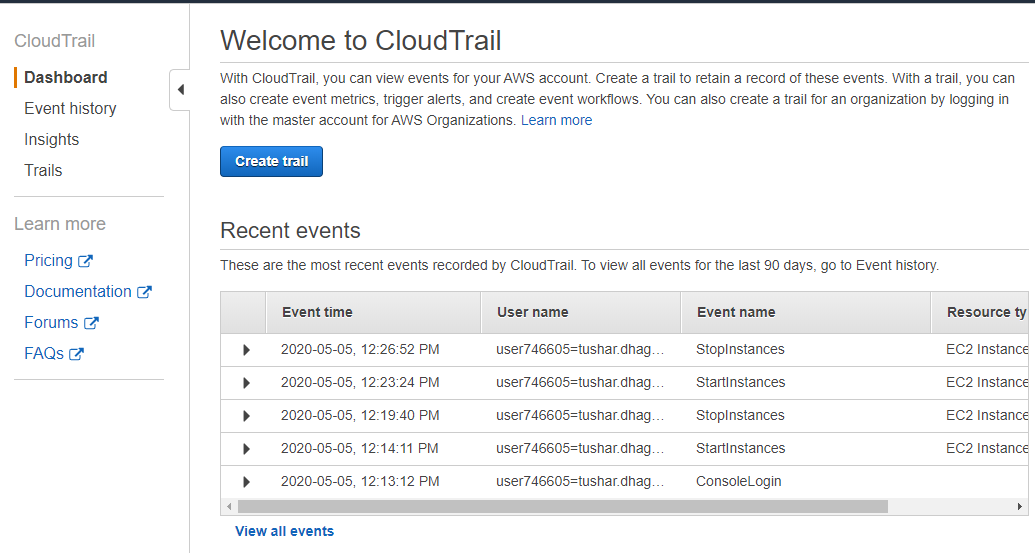 CloudTrail
Dashboard
Event history
Insights
Trails
Learn more
Pricing
Documentation
Forums
FAQs
Welcome to CloudTrail
With CloudTrail, you can view events for your AWS account. Create a trail to retain a record of these events. With a trail, you can
also create event metrics, trigger alerts, and create event workflows. You can also create a trail for an organization by logging in
with the master account for AWS Organizations. Learn more
Create trail
Recent events
These are the most recent events recorded by CloudTrail. To view all events for the last 90 days, go to Event history.
Event time User name Event name Resource ty
2020-05-05, 12:26:52 PM user746605=tushar.dhag... StopInstances EC2 Instance
2020-05-05, 12:23:24 PM user746605=tushar.dhag... StartInstances EC2 Instance
2020-05-05, 12:19:40 PM user746605=tushar.dhag... StopInstances EC2 Instance
2020-05-05, 12:14:11 PM user746605=tushar.dhag... StartInstances EC2 Instance
2020-05-05, 12:13:12 PM user746605=tushar.dhag... ConsoleLogin
View all events